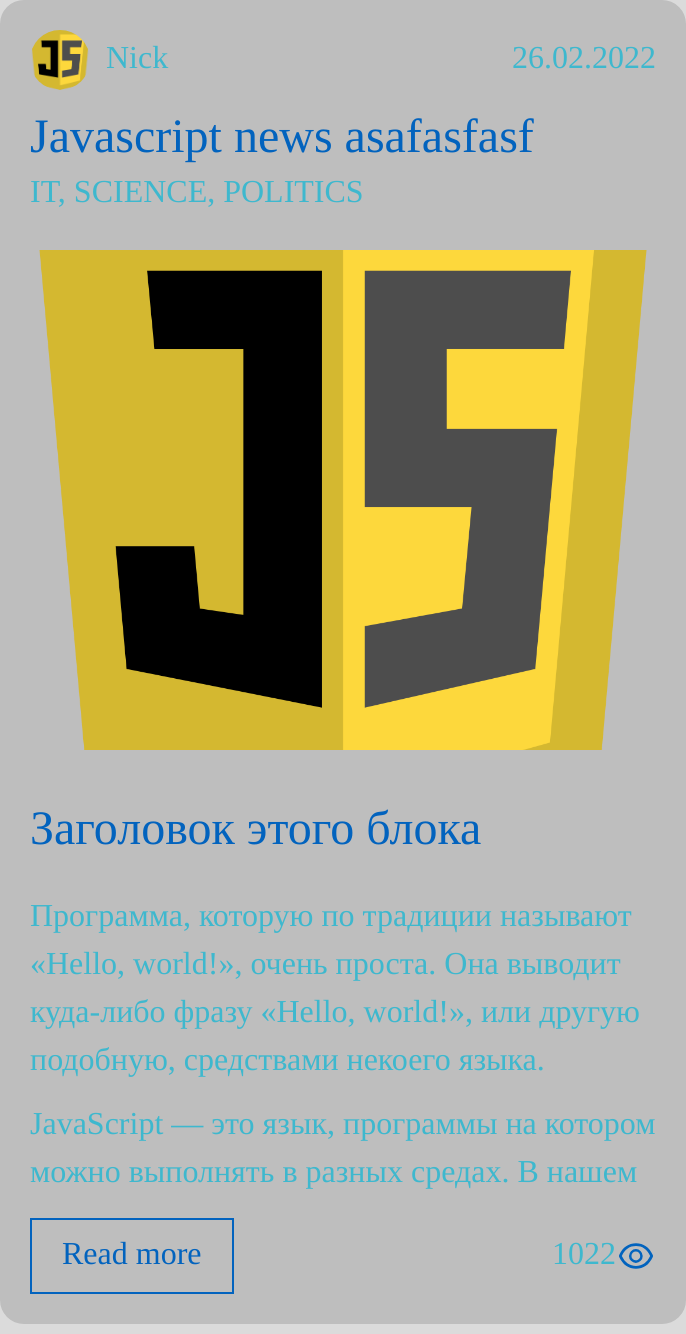 JS Nick 26.02.2022
Javascript news asafasfasf
IT, SCIENCE, POLITICS
JS
Заголовок этого блока
Программа, которую по традиции называют
«Hello, world!», очень проста. Она выводит
куда-либо фразу «Hello, world!», или другую
подобную, средствами некоего языка.
JavaScript — это язык, программы на котором
можно выполнять в разных средах. В нашем
Read more 1022